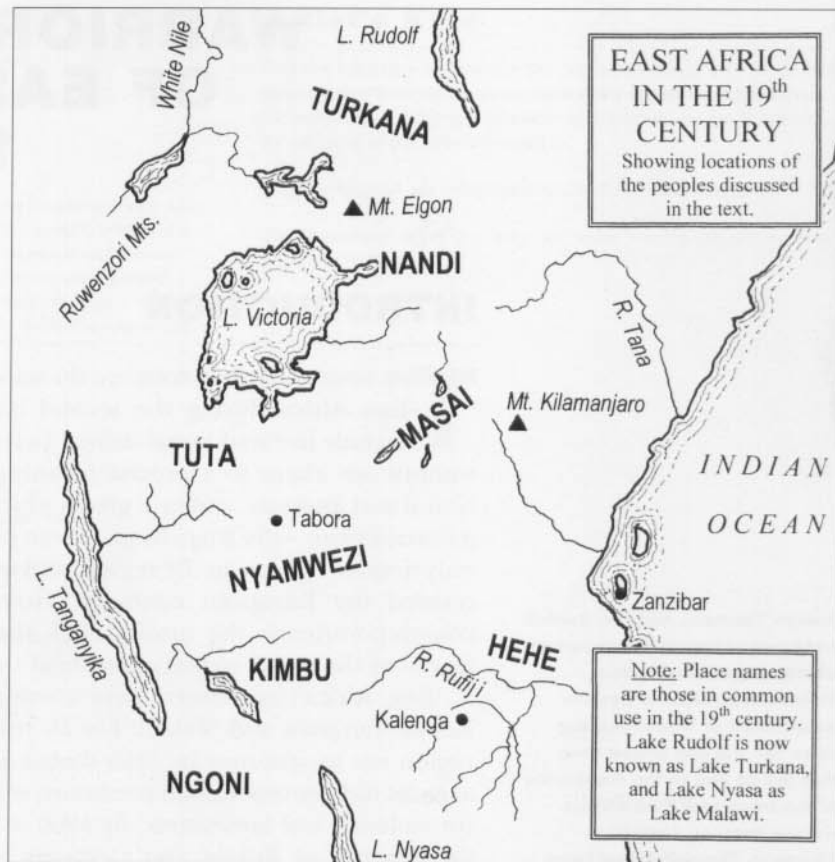 L. Rudolf
White Nile
EAST AFRICA
IN THE 19th
CENTURY
Showing locations of
the peoples discussed
in the text.
TURKANA
Mt. Elgon
Ruwenzori Mts.
NANDI
L. Victoria
R. Tana
Mt. Kilamanjaro
MASAI
TUTA
INDIAN
OCEAN
Tabora
NYAMWEZI
L. Tanganyika
Zanzibar
HEHE
KIMBU
R. Rufiji
Kalenga
Note: Place names
are those in common
use in the 19th century.
Lake Rudolf is now
known as Lake Turkana,
and Lake Nyasa as
Lake Malawi.
NGONI
L. Nyasa